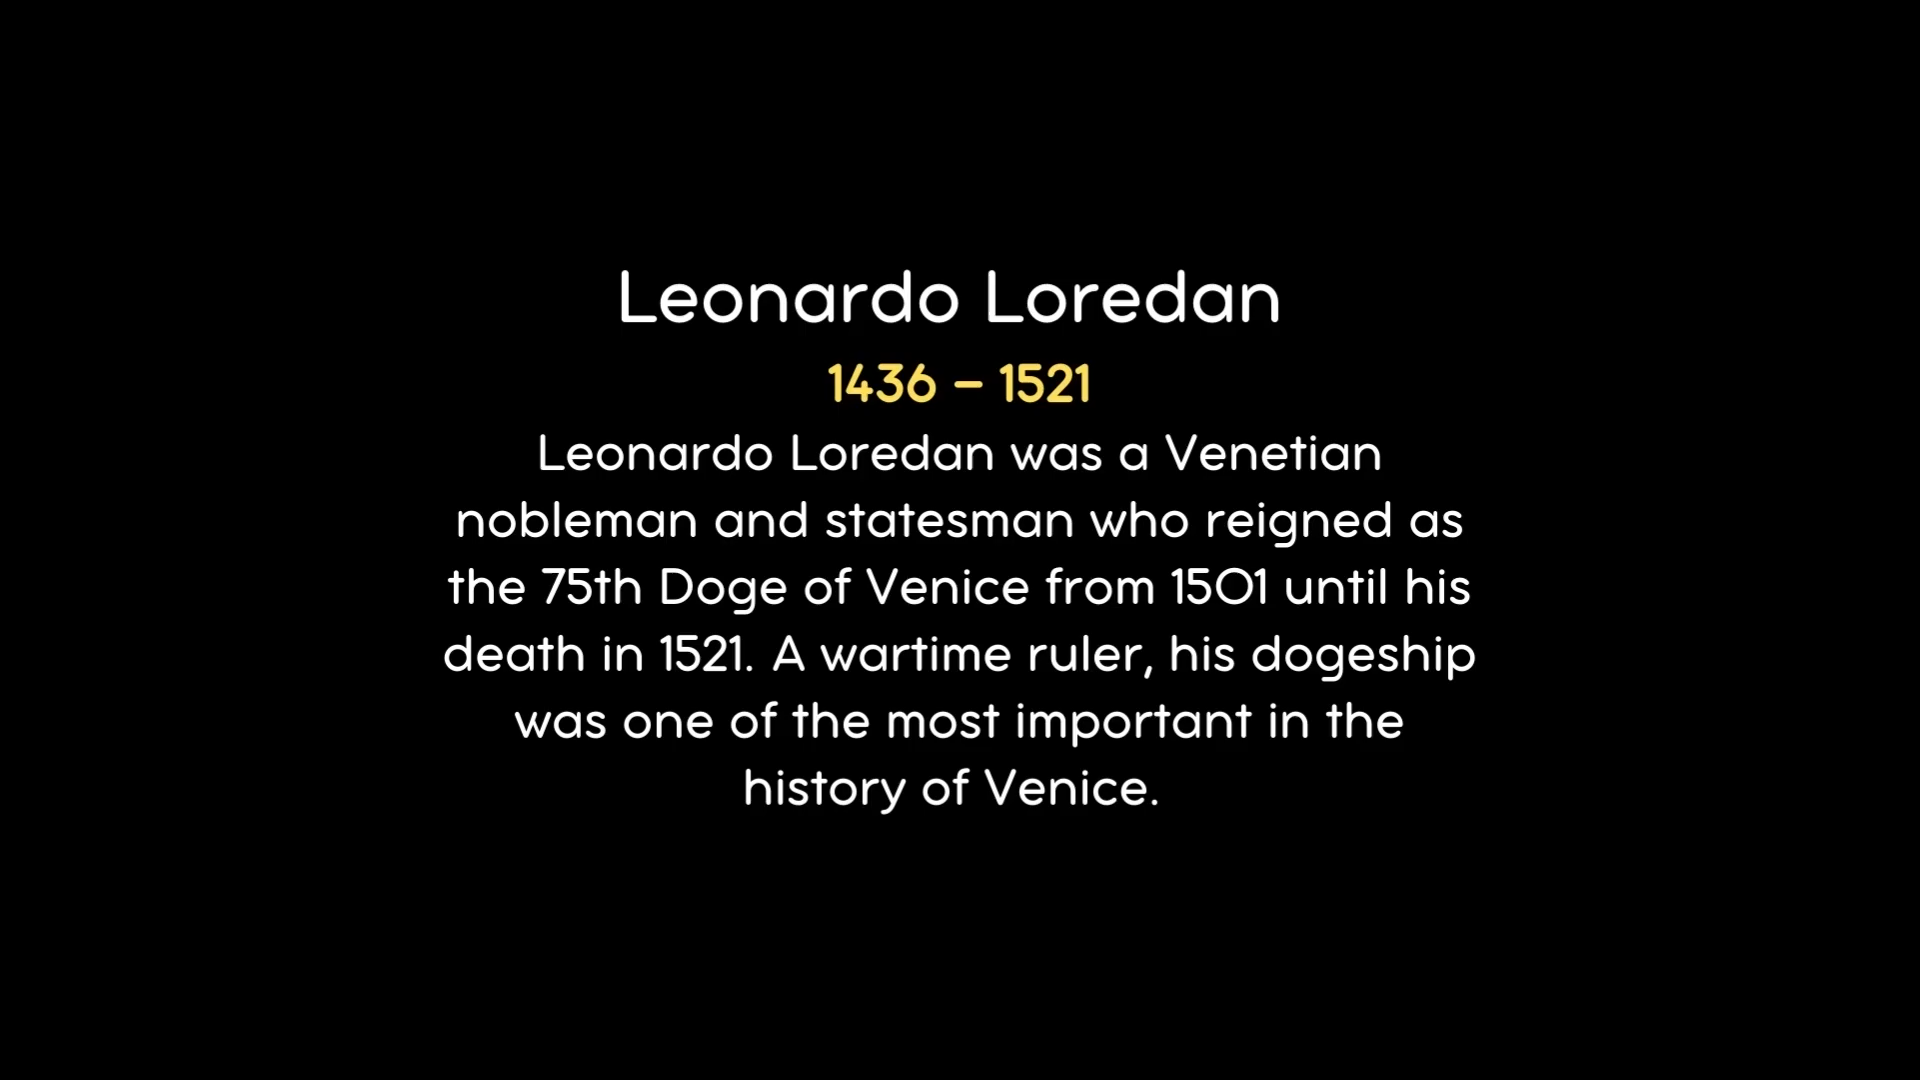 Leonardo Loredan
1436 – 1521
Leonardo Loredan was a Venetian
nobleman and statesman who reigned as
the 75th Doge of Venice from 1501 until his
death in 1521. A wartime ruler, his dogeship
was one of the most important in the
history of Venice.